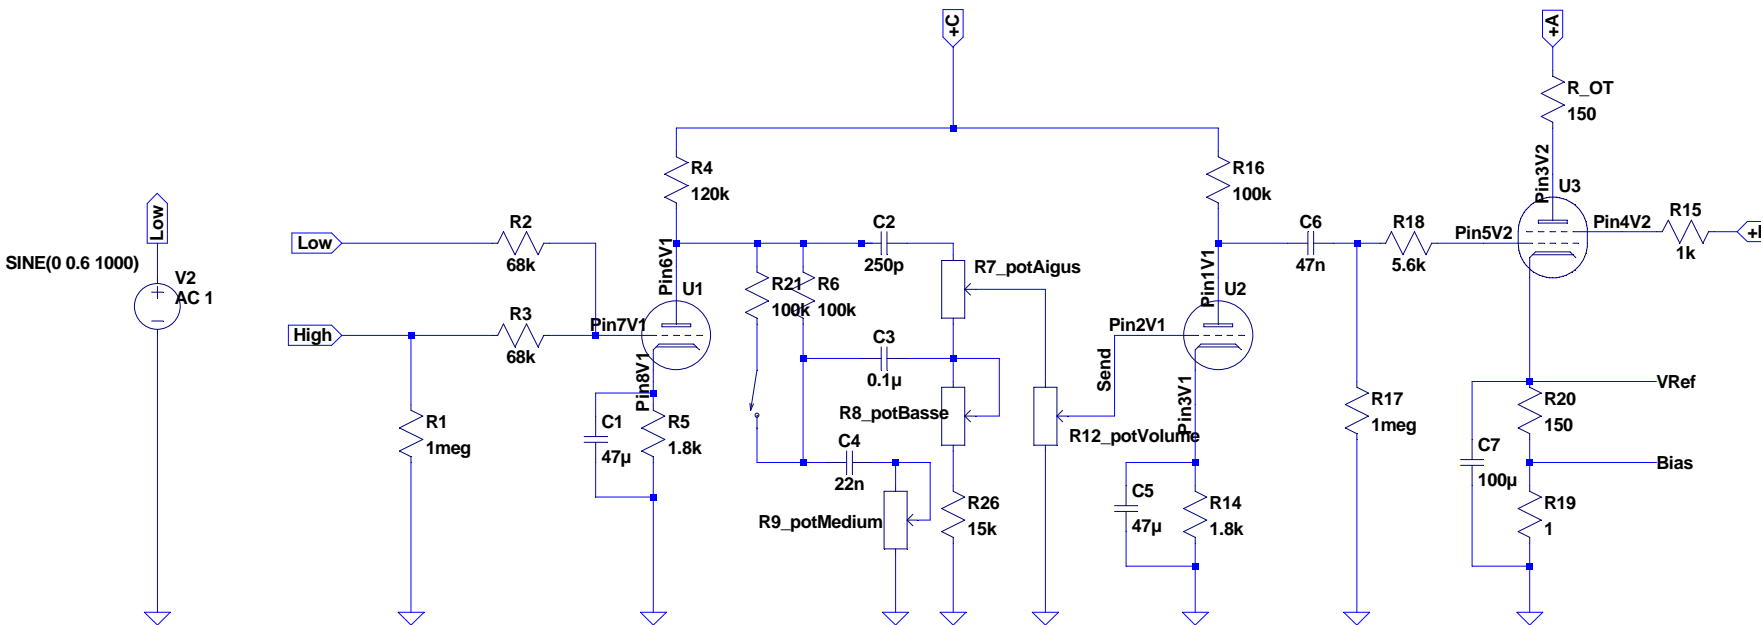 +C
+A
R_OT
150
R4
120k
R16
100k
Pin3V2
U3
Low
R2
68k
Low
C2
250p
Pin6V1
C6
47n
R18
5.6k
Pin5V2
Pin4V2
R15
1k
SINE(0 0.6 1000)
V2
AC 1
R7_potAigus
R21
100k
R6
100k
Pin1V1
U1
U2
High
R3
68k
Pin7V1
C3
0.1µ
Pin2V1
Send
Pin8V1
Pin3V1
VRef
R1
1meg
C1
47µ
R5
1.8k
R8_potBasse
R12_potVolume
R17
1meg
R20
150
C4
22n
C7
100µ
Bias
R9_potMedium
R26
15k
C5
47µ
R14
1.8k
R19
1